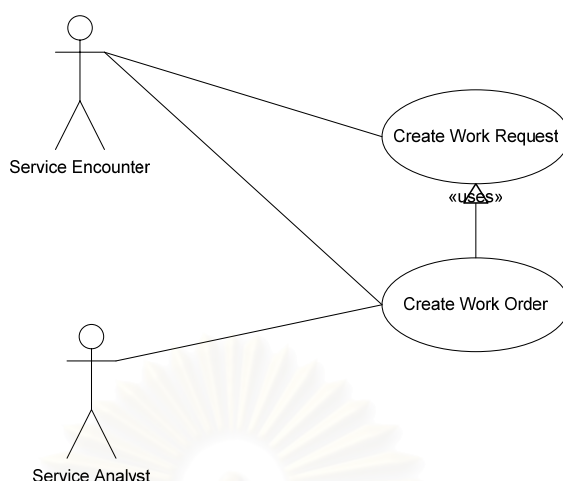 Service Encounter
Create Work Request
«uses»
Create Work Order
Service Analyst